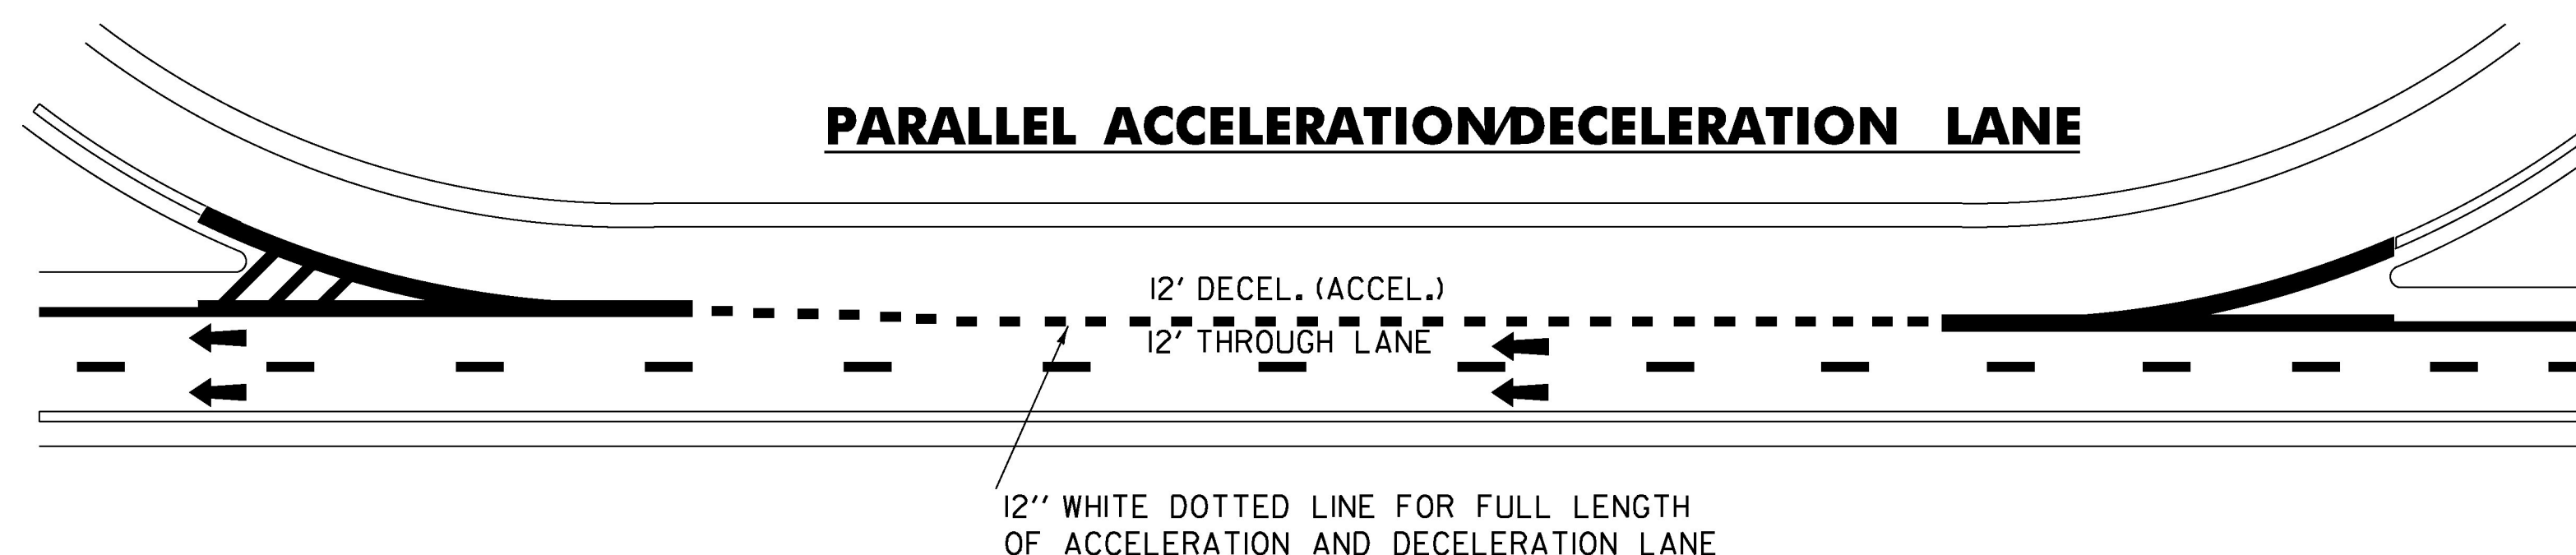 PARALLEL ACCELERATION/DECELERATION LANE
12' DECEL. (ACCEL.)
12' THROUGH LANE
12'' WHITE DOTTED LINE FOR FULL LENGTH
OF ACCELERATION AND DECELERATION LANE